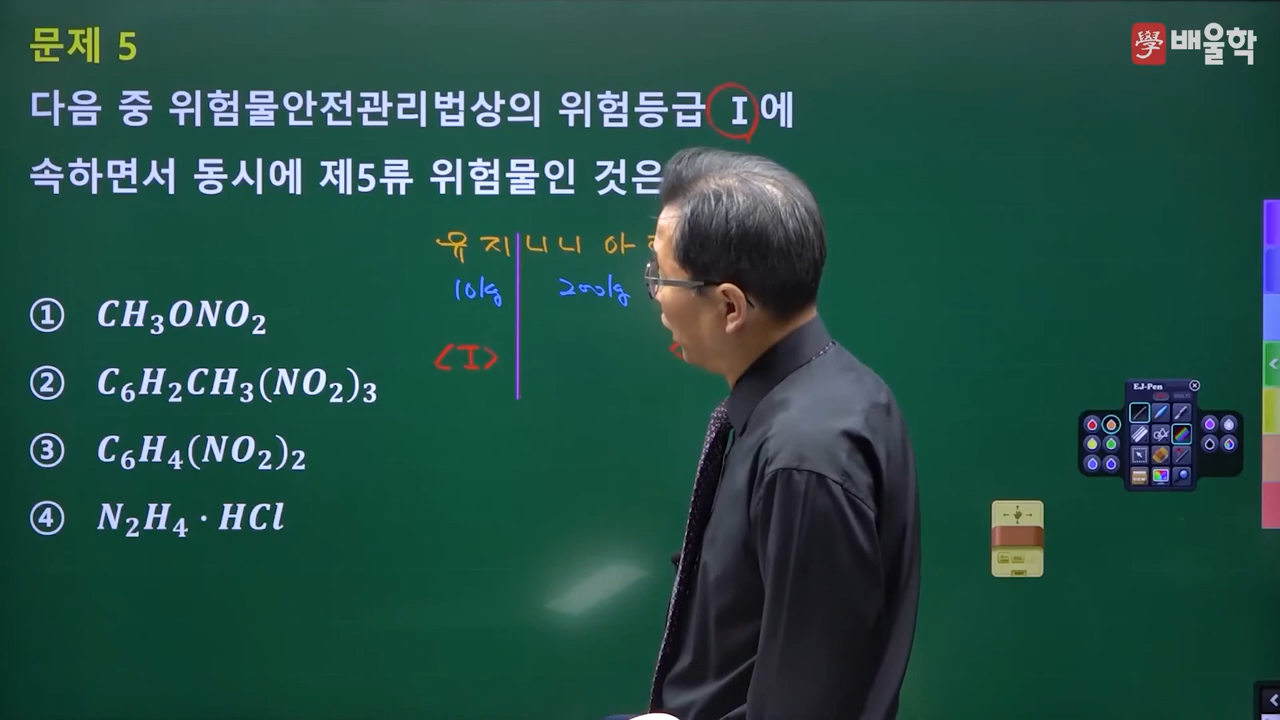 문제 5
學 배울학
다음 중 위험물안전관리법상의 위험등급 I에
속하면서 동시에 제5류 위험물인 것은
유 지 니 니 아
10kg 200kg
<I>
① CH₃ONO₂
② C₆H₂CH₃(NO₂)₃
③ C₆H₄(NO₂)₂
④ N₂H₄·HCl
EJ-Pen